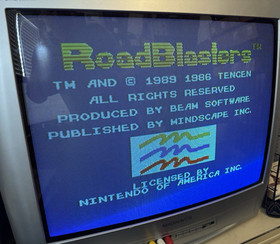 RoadBlasters™
TM AND © 1989 1986 TENGEN
ALL RIGHTS RESERVED
PRODUCED BY BEAM SOFTWARE
PUBLISHED BY MINDSCAPE INC.
LICENSED BY
NINTENDO OF AMERICA INC.